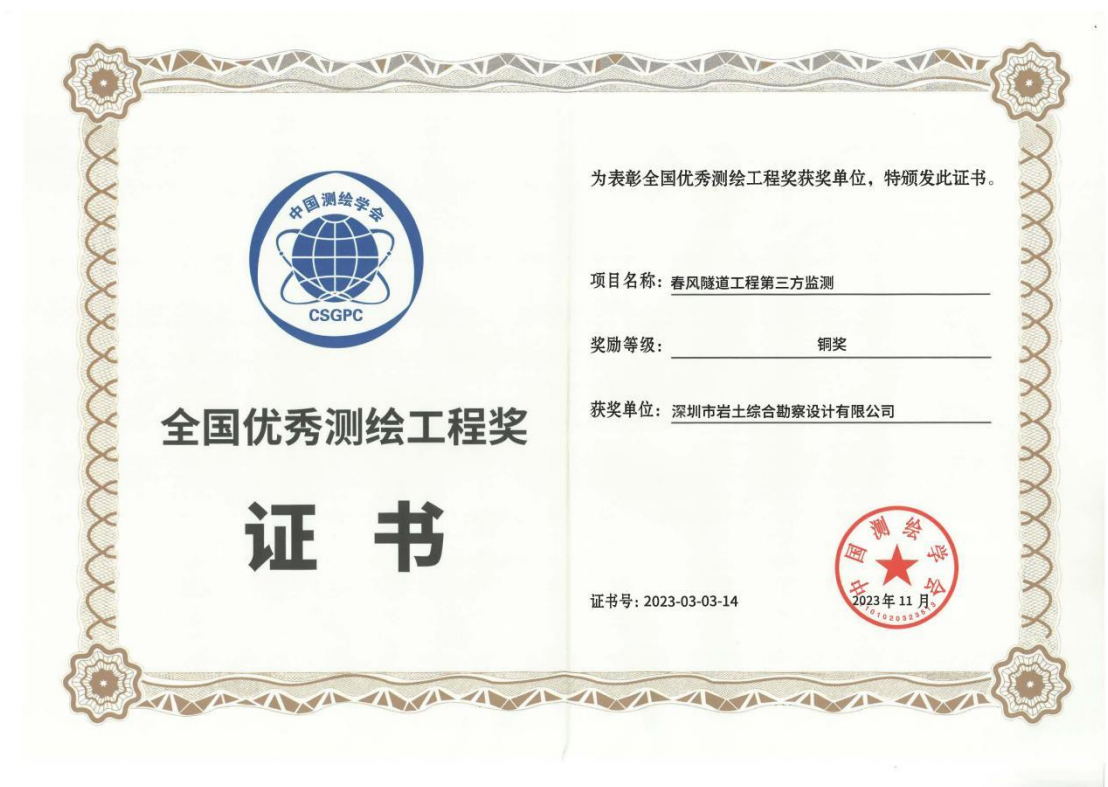 中国测绘学会
CSGPC
全国优秀测绘工程奖
证 书
为表彰全国优秀测绘工程奖获奖单位，特颁发此证书。
项目名称：春风隧道工程第三方监测
奖励等级：铜奖
获奖单位：深圳市岩土综合勘察设计有限公司
中国测绘学会
证书号：2023-03-03-14
2023年 11 月